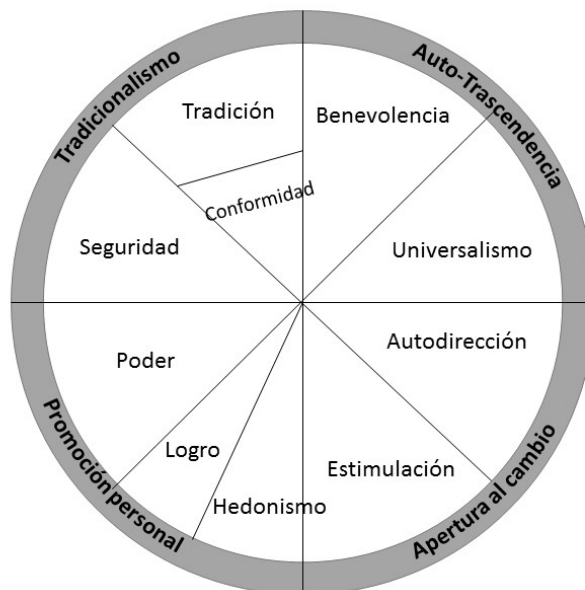 Tradicionalismo
Auto-Trascendencia
Tradición
Benevolencia
Conformidad
Seguridad
Universalismo
Poder
Autodirección
Logro
Estimulación
Hedonismo
Promoción personal
Apertura al cambio